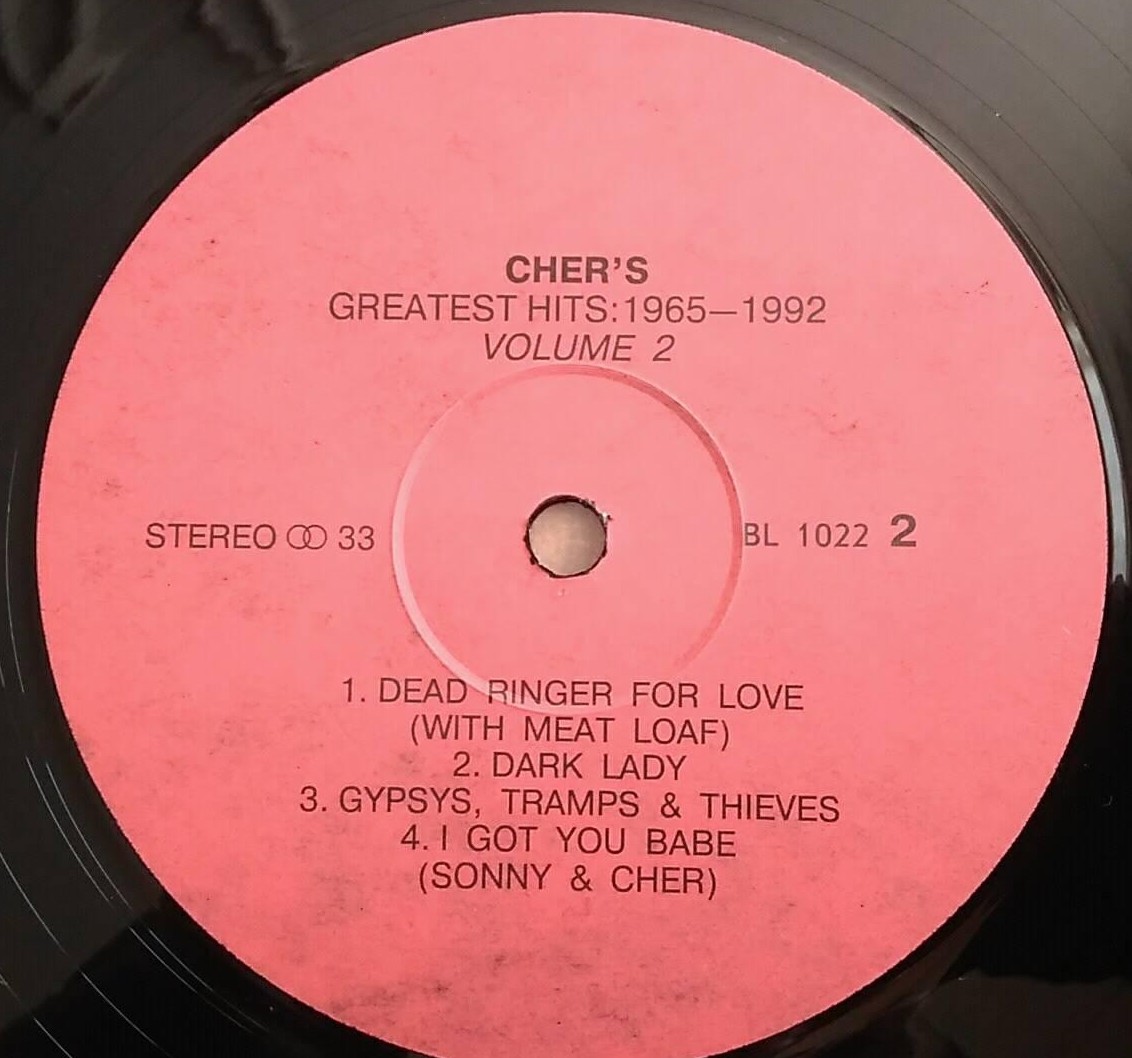 CHER'S
GREATEST HITS:1965—1992
VOLUME 2
STEREO 33
BL 1022 2
1. DEAD RINGER FOR LOVE
(WITH MEAT LOAF)
2. DARK LADY
3. GYPSYS, TRAMPS & THIEVES
4. I GOT YOU BABE
(SONNY & CHER)